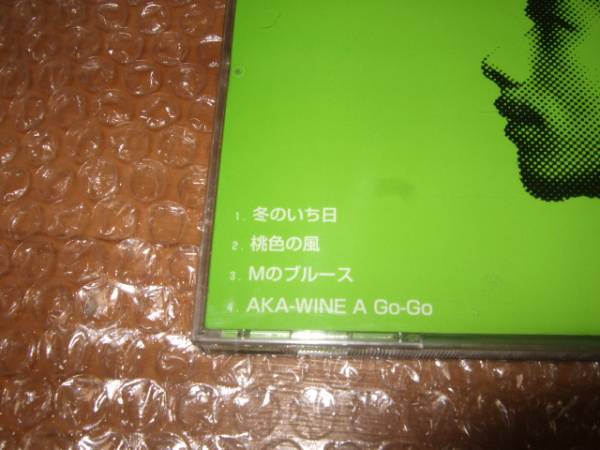 1. 冬のいち日
2. 桃色の風
3. Mのブルース
4. AKA-WINE A Go-Go